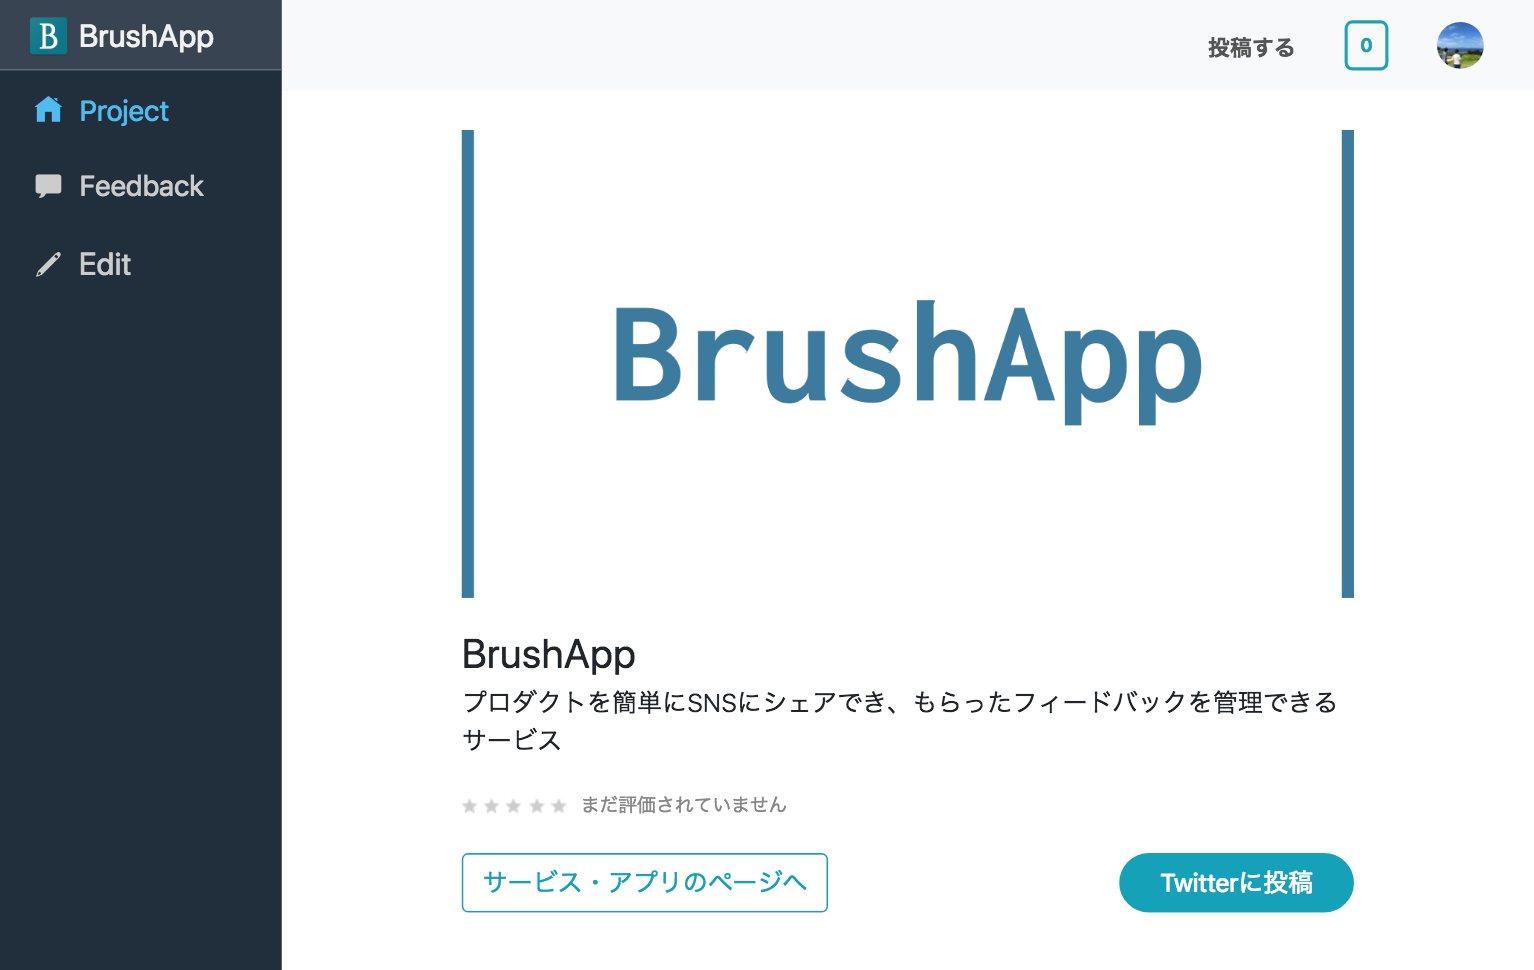 B BrushApp
投稿する
0
Project
Feedback
Edit
BrushApp
BrushApp
プロダクトを簡単にSNSにシェアでき、もらったフィードバックを管理できる
サービス
まだ評価されていません
サービス・アプリのページへ
Twitterに投稿